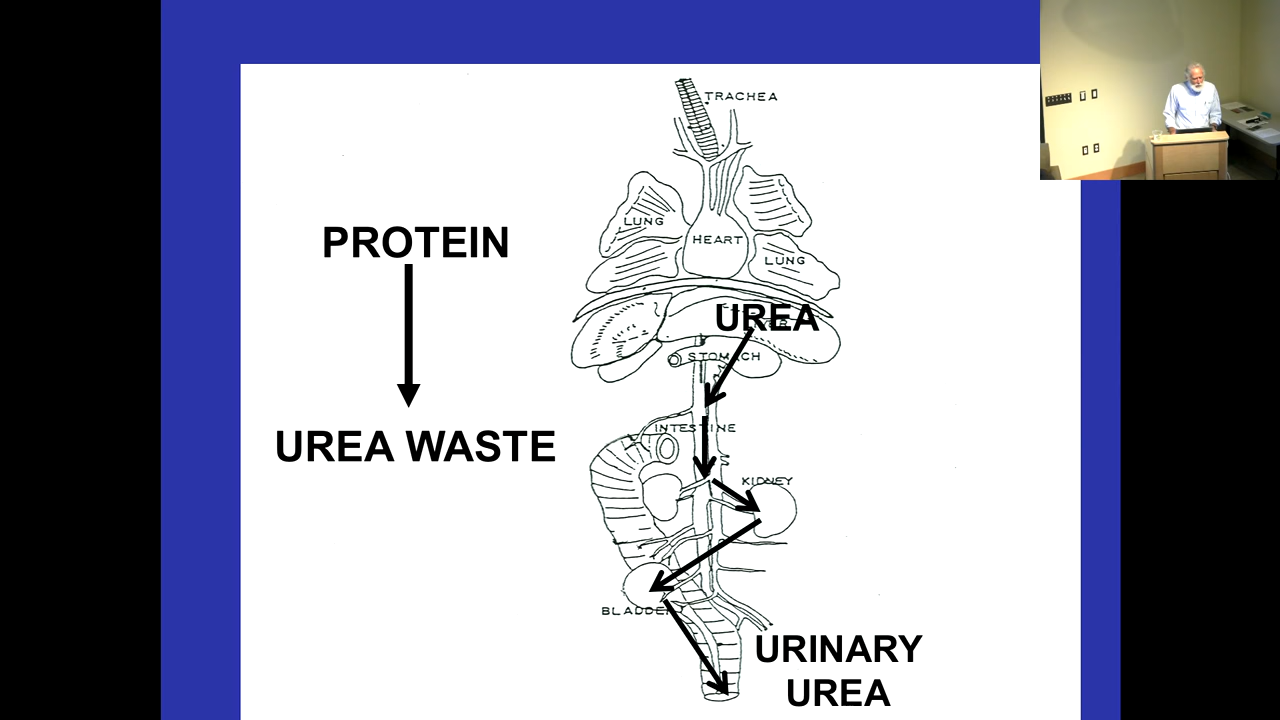 TRACHEA
LUNG
HEART
LUNG
PROTEIN
UREA
STOMACH
INTESTINE
UREA WASTE
KIDNEY
BLADDER
URINARY
UREA